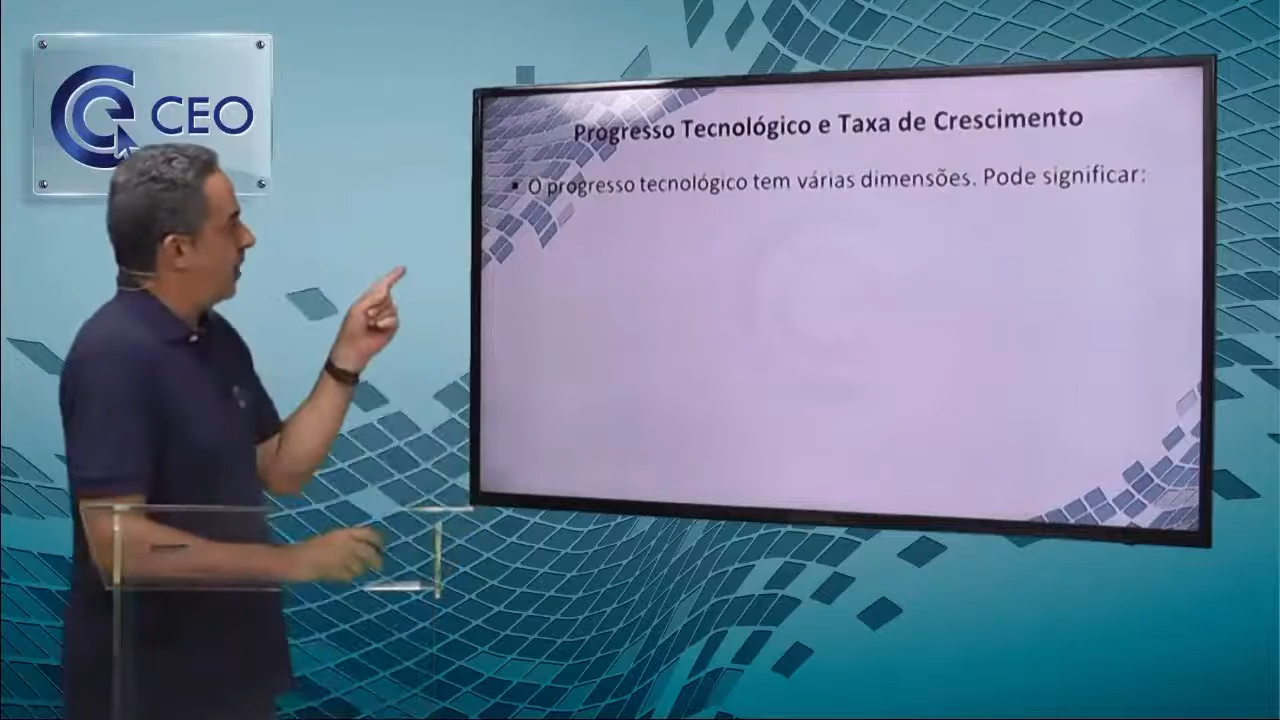 CEO
Progresso Tecnológico e Taxa de Crescimento
▪ O progresso tecnológico tem várias dimensões. Pode significar: